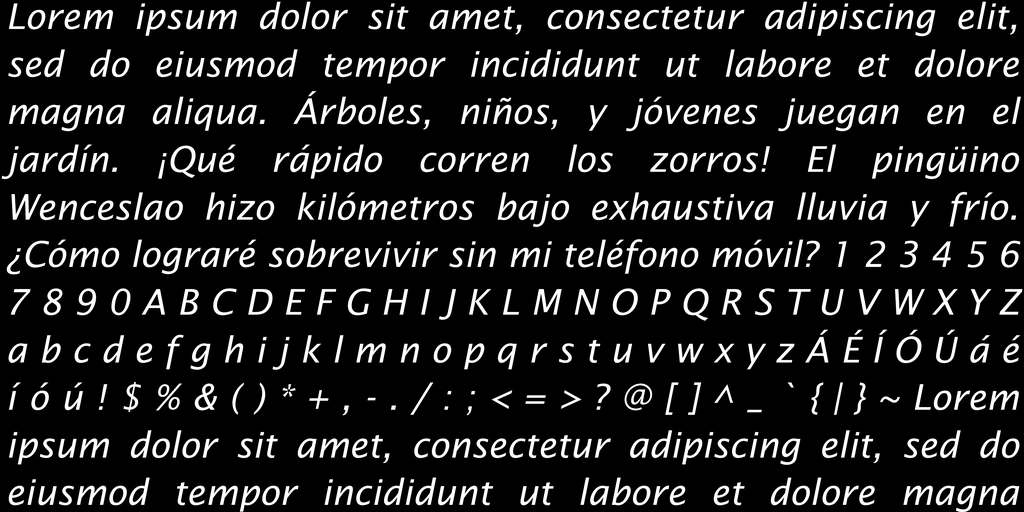 Lorem ipsum dolor sit amet, consectetur adipiscing elit,
sed do eiusmod tempor incididunt ut labore et dolore
magna aliqua. Árboles, niños, y jóvenes juegan en el
jardín. ¡Qué rápido corren los zorros! El pingüino
Wenceslao hizo kilómetros bajo exhaustiva lluvia y frío.
¿Cómo lograré sobrevivir sin mi teléfono móvil? 1 2 3 4 5 6
7 8 9 0 A B C D E F G H I J K L M N O P Q R S T U V W X Y Z
a b c d e f g h i j k l m n o p q r s t u v w x y z Á É Í Ó Ú á é
í ó ú ! $ % & ( ) * + , - . / : ; < = > ? @ [ ] ^ _ ` { | } ~ Lorem
ipsum dolor sit amet, consectetur adipiscing elit, sed do
eiusmod tempor incididunt ut labore et dolore magna